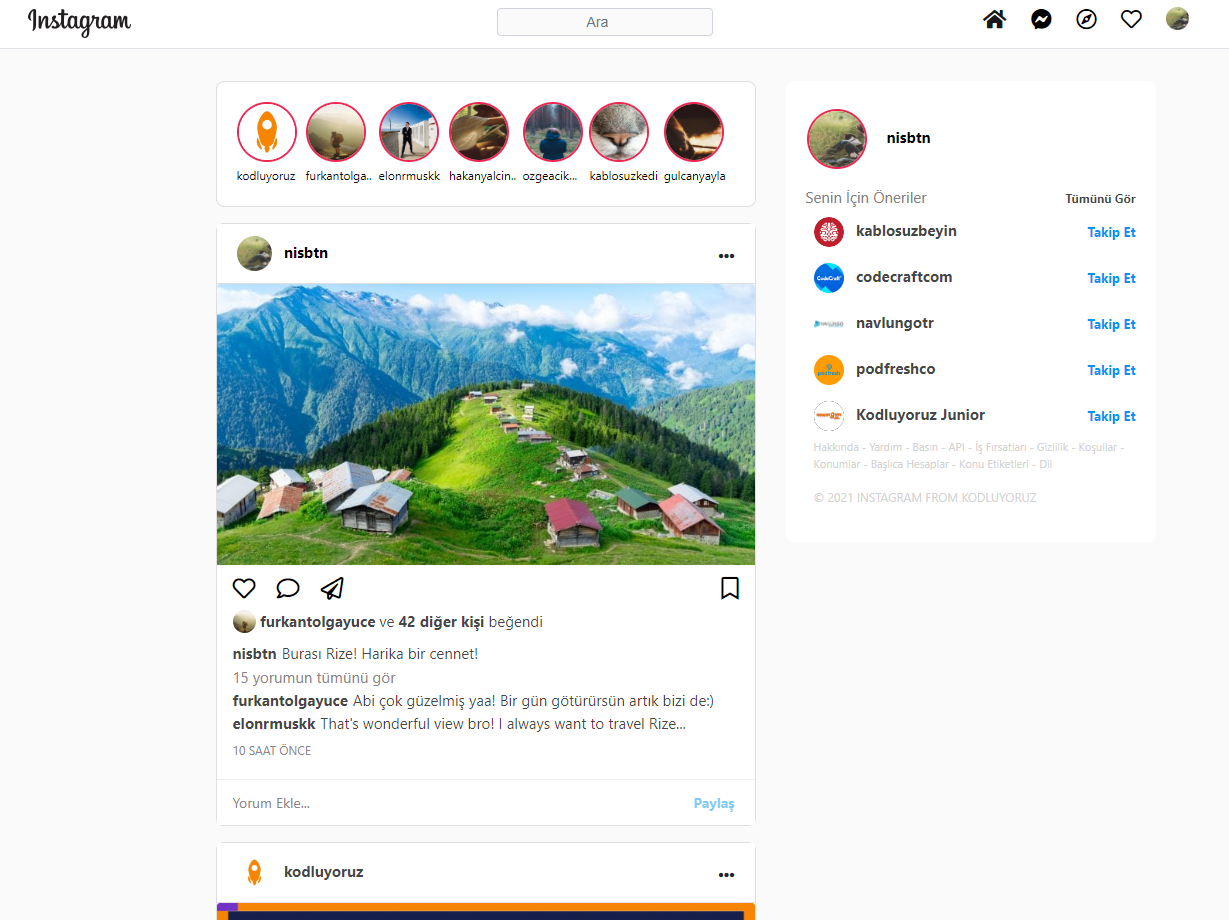 Instagram
Ara
kodluyoruz
furkantolga..
elonrmuskk
hakanyalcin..
ozgeacik...
kablosuzkedi
gulcanyayla
nisbtn
•••
furkantolgayuce ve 42 diğer kişi beğendi
nisbtn Burası Rize! Harika bir cennet!
15 yorumun tümünü gör
furkantolgayuce Abi çok güzelmiş yaa! Bir gün götürürsün artık bizi de:)
elonrmuskk That's wonderful view bro! I always want to travel Rize...
10 SAAT ÖNCE
Yorum Ekle...
Paylaş
kodluyoruz
•••
nisbtn
Senin İçin Öneriler
Tümünü Gör
kablosuzbeyin
Takip Et
CodeCraft
codecraftcom
Takip Et
navlungotr
Takip Et
podfresh
podfreshco
Takip Et
Kodluyoruz Junior
Takip Et
Hakkında - Yardım - Basın - API - İş Fırsatları - Gizlilik - Koşullar -
Konumlar - Başlıca Hesaplar - Konu Etiketleri - Dil
© 2021 INSTAGRAM FROM KODLUYORUZ